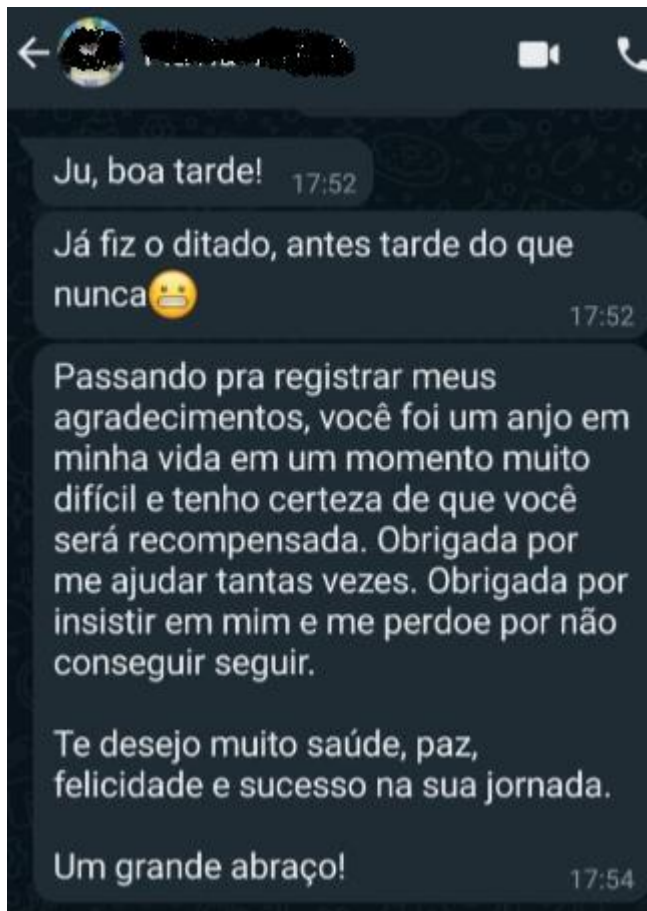 Ju, boa tarde! 17:52
Já fiz o ditado, antes tarde do que
nunca😬
17:52
Passando pra registrar meus
agradecimentos, você foi um anjo em
minha vida em um momento muito
difícil e tenho certeza de que você
será recompensada. Obrigada por
me ajudar tantas vezes. Obrigada por
insistir em mim e me perdoe por não
conseguir seguir.
Te desejo muito saúde, paz,
felicidade e sucesso na sua jornada.
Um grande abraço! 17:54